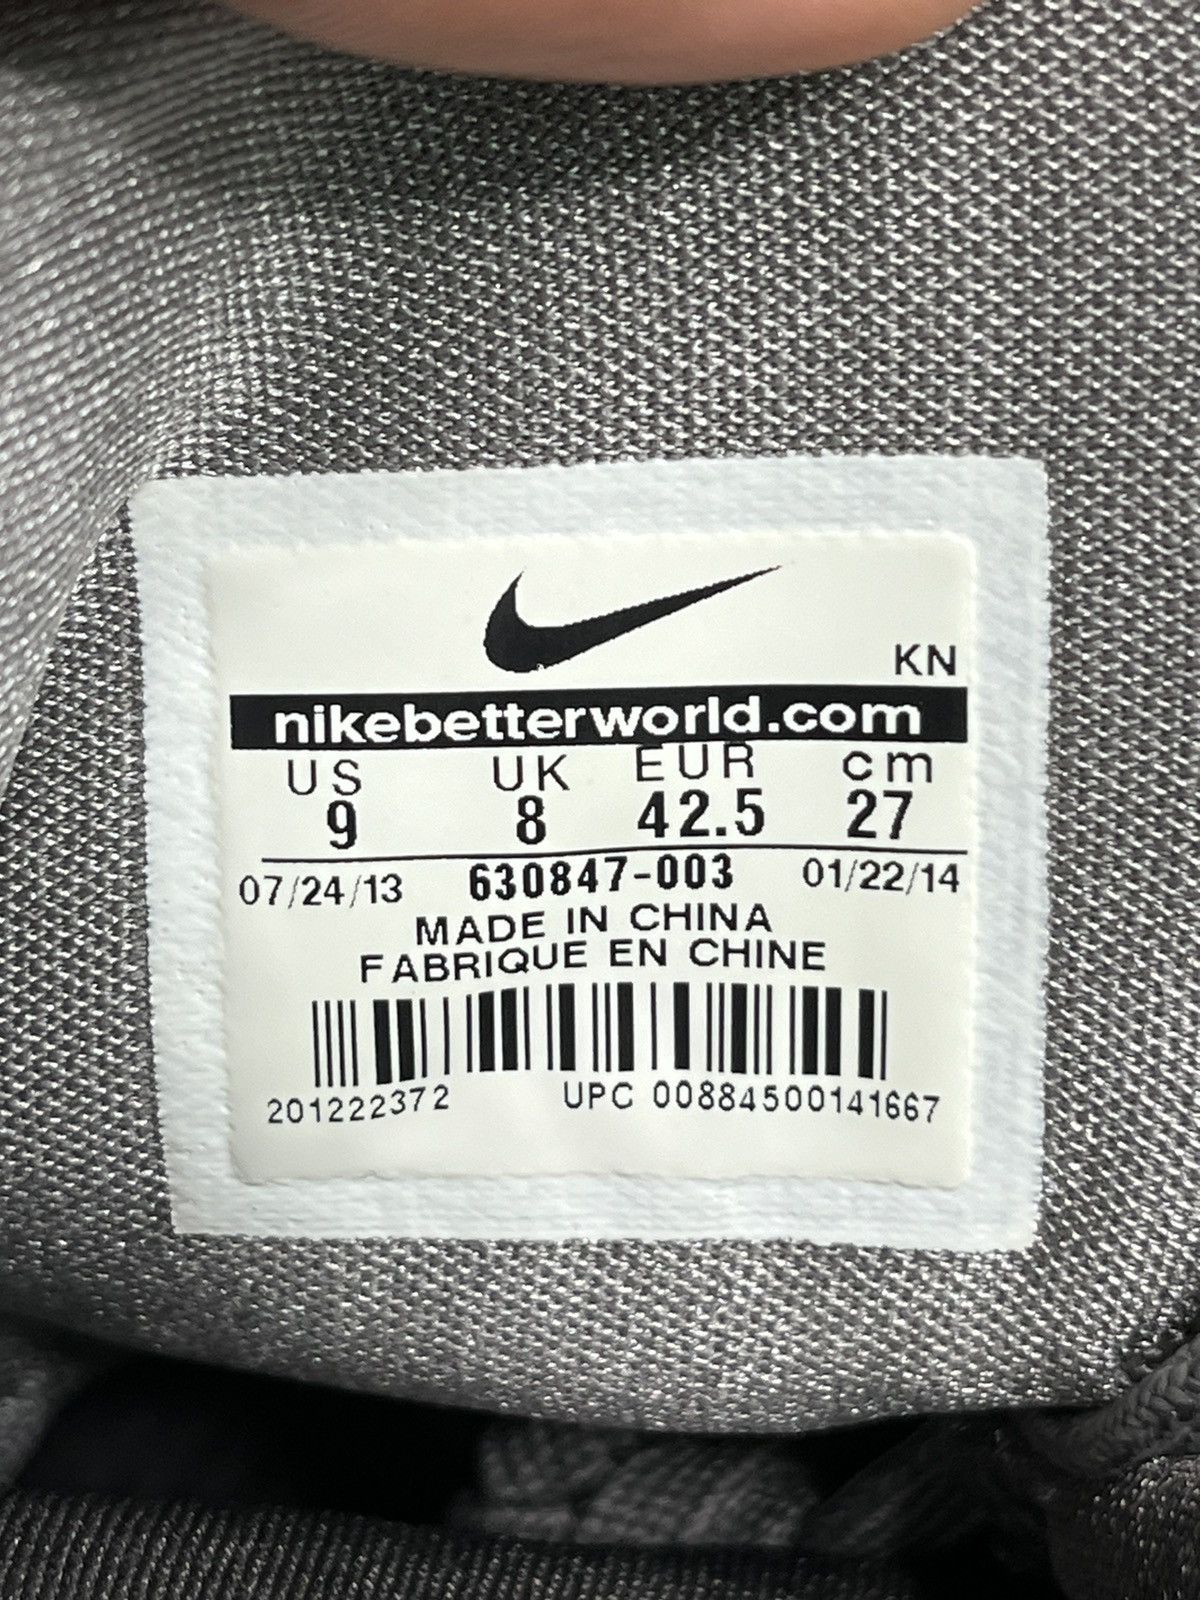 KN
nikebetterworld.com
US UK EUR cm
9 8 42.5 27
07/24/13 630847-003 01/22/14
MADE IN CHINA
FABRIQUE EN CHINE
201222372 UPC 00884500141667